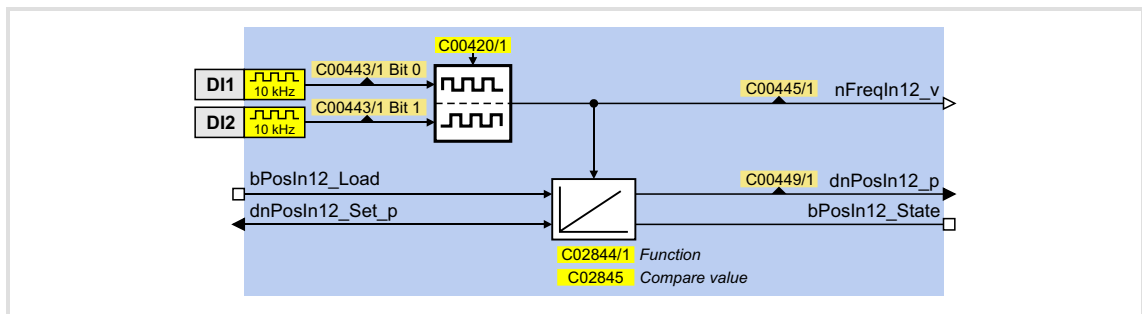 C00420/1
DI1
10 kHz
C00443/1 Bit 0
C00445/1
nFreqIn12_v
DI2
10 kHz
C00443/1 Bit 1
bPosIn12_Load
C00449/1
dnPosIn12_p
dnPosIn12_Set_p
bPosIn12_State
C02844/1 Function
C02845 Compare value